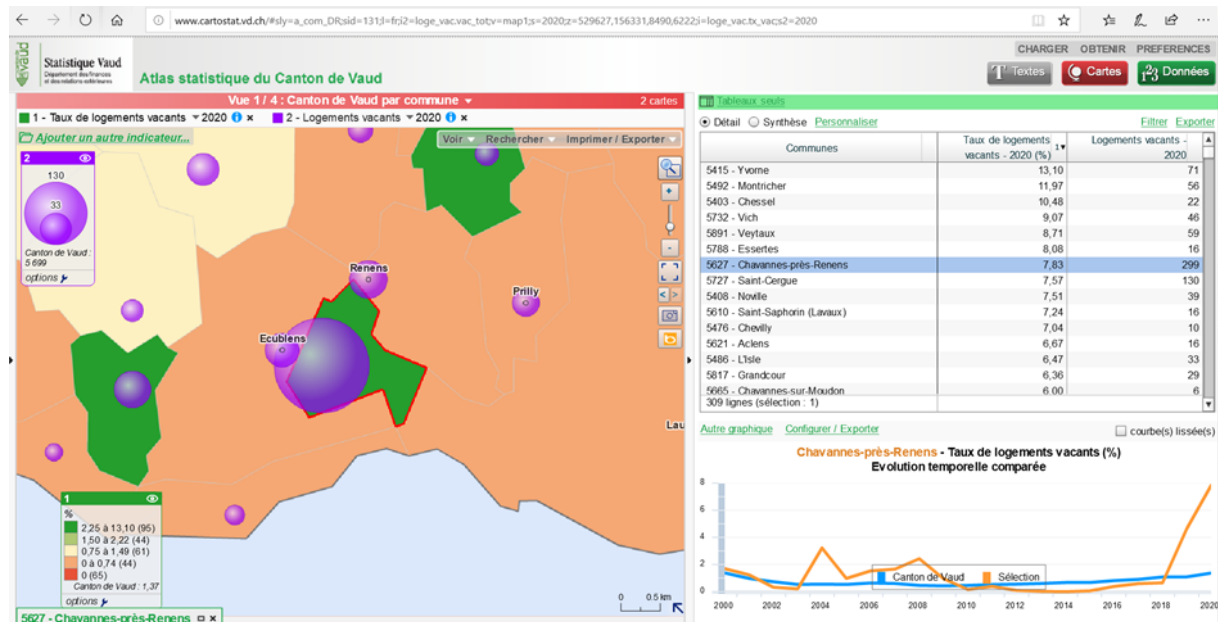 www.cartostat.vd.ch/#sly=a_com_DR;sid=131;l=fr;i2=loge_vac.vac_tot;v=map1;s=2020;z=529627,156331,8490,6222;i=loge_vac.tx_vac;s2=2020
vaud
Statistique Vaud
Département des finances
et des relations extérieures
Atlas statistique du Canton de Vaud
CHARGER OBTENIR PREFERENCES
Textes Cartes Données
Vue 1 / 4 : Canton de Vaud par commune 2 cartes
1 - Taux de logements vacants 2020 2 - Logements vacants 2020
Ajouter un autre indicateur...
Voir Rechercher Imprimer / Exporter
2
130
33
Canton de Vaud :
5 699
options
Renens
Prilly
Ecublens
Lau
1
%
2,25 à 13,10 (95)
1,50 à 2,22 (44)
0,75 à 1,49 (61)
0 à 0,74 (44)
0 (65)
Canton de Vaud : 1,37
options
0 0.5 km
5627 - Chavannes-près-Renens
Tableaux seuls
Détail Synthèse Personnaliser Filtrer Exporter
Communes Taux de logements vacants - 2020 (%) 1 Logements vacants - 2020
5415 - Yvorne 13,10 71
5492 - Montricher 11,97 56
5403 - Chessel 10,48 22
5732 - Vich 9,07 46
5891 - Veytaux 8,71 59
5788 - Essertes 8,08 16
5627 - Chavannes-près-Renens 7,83 299
5727 - Saint-Cergue 7,57 130
5408 - Noville 7,51 39
5610 - Saint-Saphorin (Lavaux) 7,24 16
5476 - Chevilly 7,04 10
5621 - Aclens 6,67 16
5486 - L'Isle 6,47 33
5817 - Grandcour 6,36 29
5665 - Chavannes-sur-Moudon 6,00 6
309 lignes (sélection : 1)
Autre graphique Configurer / Exporter courbe(s) lissée(s)
Chavannes-près-Renens - Taux de logements vacants (%)
Evolution temporelle comparée
8
6
4
2
0
Canton de Vaud Sélection
2000 2002 2004 2006 2008 2010 2012 2014 2016 2018 2020